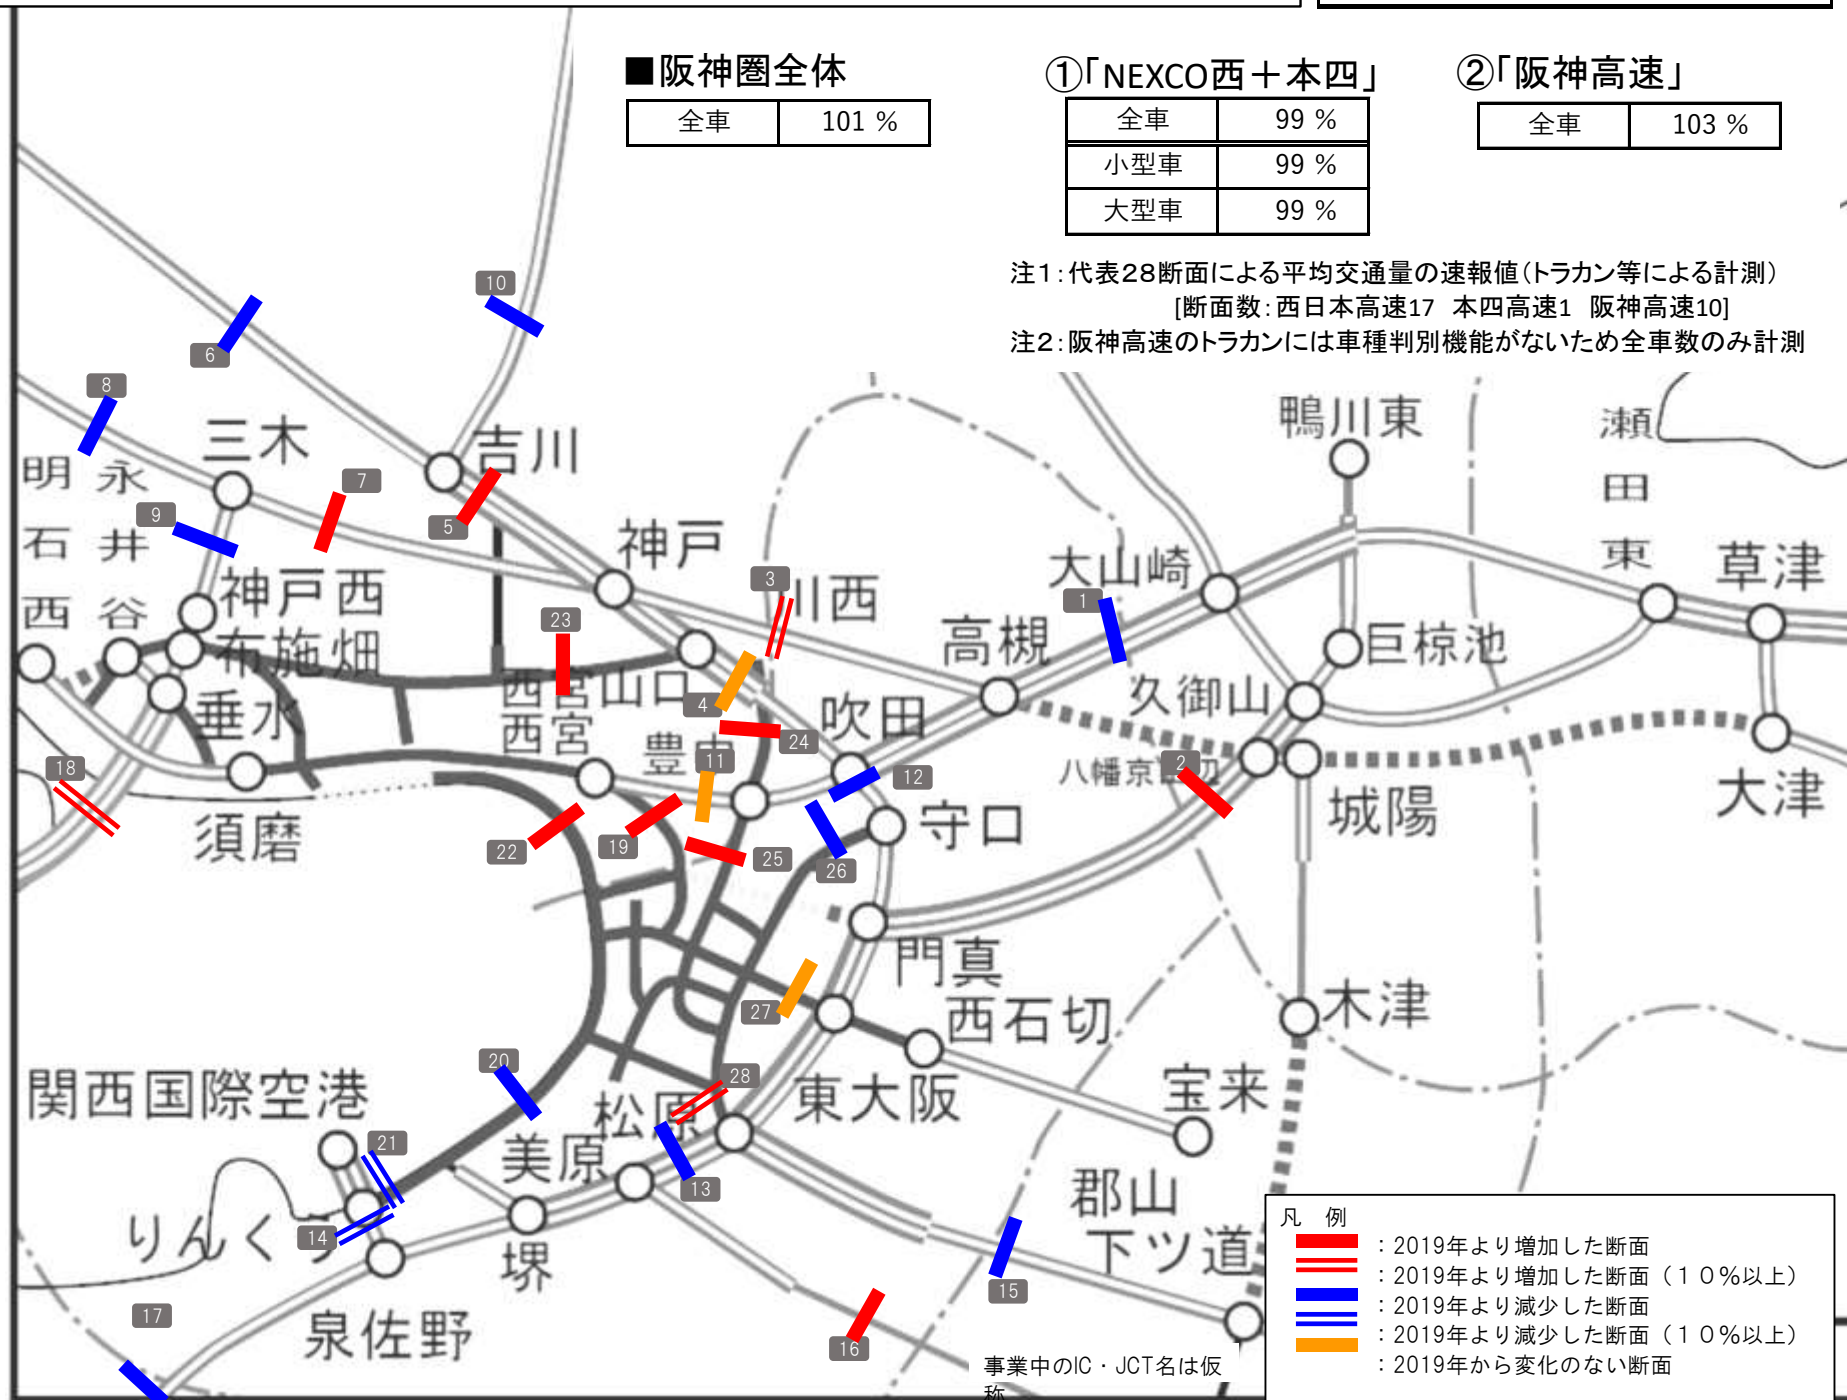 ■阪神圏全体
全車 101 %
①「NEXCO西＋本四」
全車 99 %
小型車 99 %
大型車 99 %
②「阪神高速」
全車 103 %
注1：代表28断面による平均交通量の速報値（トラカン等による計測）
[断面数：西日本高速17 本四高速1 阪神高速10]
注2：阪神高速のトラカンには車種判別機能がないため全車数のみ計測
10
6
8
三木
吉川
7
5
9
明石西
永井谷
神戸西
布施畑
神戸
鴨川東
瀬田東
草津
大山崎
3
川西
1
高槻
巨椋池
久御山
23
西宮山口
西宮
4
24
吹田
垂水
豊中
11
12
2
大津
城陽
18
須磨
22
19
25
26
守口
門真
27
西石切
木津
20
28
東大阪
宝来
関西国際空港
松原
21
美原
13
郡山
下ツ道
14
りんくう
堺
15
17
泉佐野
16
事業中のIC・JCT名は仮
称
凡 例
：2019年より増加した断面
：2019年より増加した断面（１０％以上）
：2019年より減少した断面
：2019年より減少した断面（１０％以上）
：2019年から変化のない断面